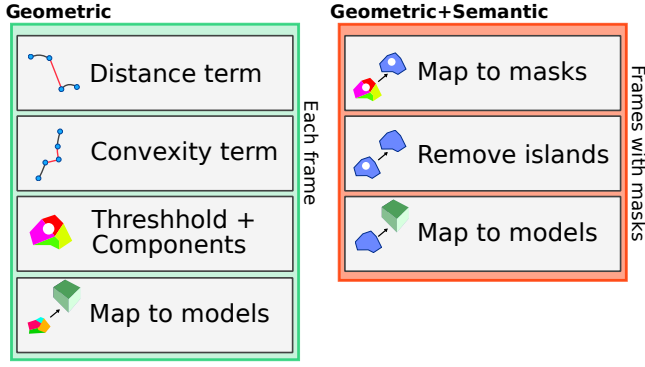 Geometric
Distance term
Convexity term
Threshhold +
Components
Map to models
Each frame
Geometric+Semantic
Map to masks
Remove islands
Map to models
Frames with masks